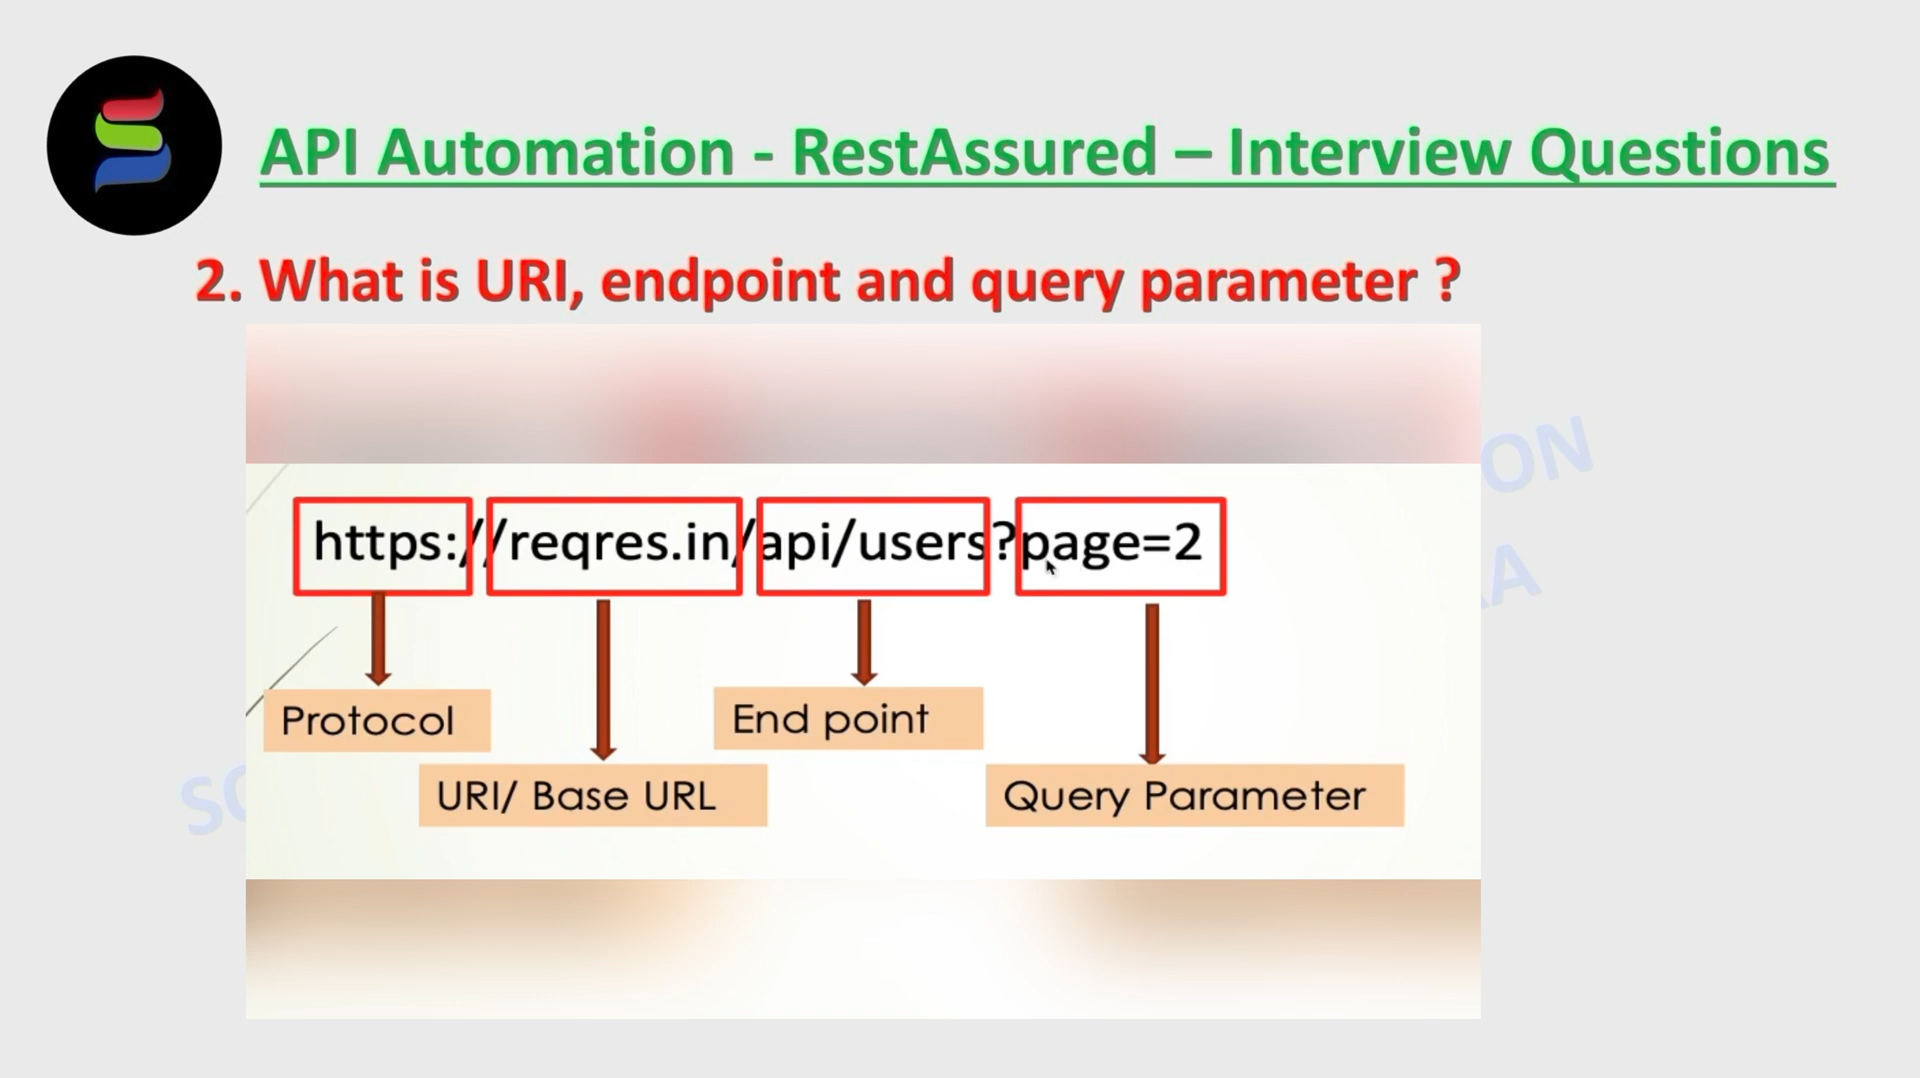 API Automation - RestAssured – Interview Questions
2. What is URI, endpoint and query parameter ?
https://reqres.in/api/users?page=2
Protocol
End point
URI/ Base URL
Query Parameter